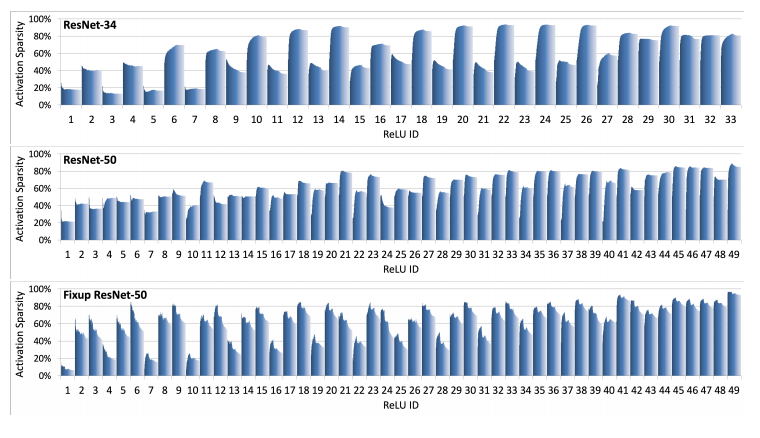 ResNet-34
Activation Sparsity
100%
80%
60%
40%
20%
0%
1 2 3 4 5 6 7 8 9 10 11 12 13 14 15 16 17 18 19 20 21 22 23 24 25 26 27 28 29 30 31 32 33
ReLU ID
ResNet-50
Activation Sparsity
100%
80%
60%
40%
20%
0%
1 2 3 4 5 6 7 8 9 10 11 12 13 14 15 16 17 18 19 20 21 22 23 24 25 26 27 28 29 30 31 32 33 34 35 36 37 38 39 40 41 42 43 44 45 46 47 48 49
ReLU ID
Fixup ResNet-50
Activation Sparsity
100%
80%
60%
40%
20%
0%
1 2 3 4 5 6 7 8 9 10 11 12 13 14 15 16 17 18 19 20 21 22 23 24 25 26 27 28 29 30 31 32 33 34 35 36 37 38 39 40 41 42 43 44 45 46 47 48 49
ReLU ID